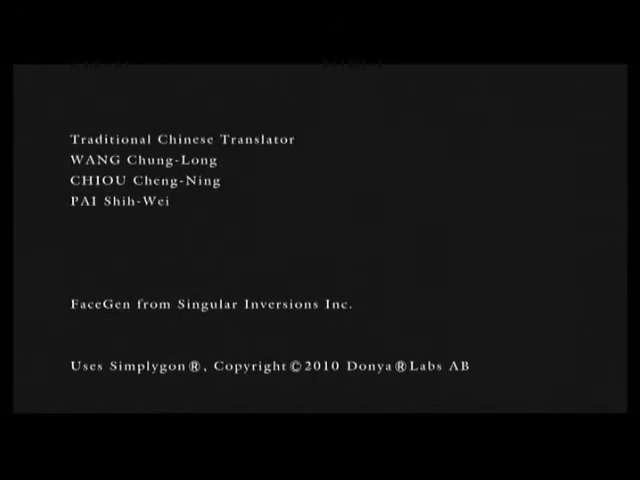 Traditional Chinese Translator
WANG Chung-Long
CHIOU Cheng-Ning
PAI Shih-Wei
FaceGen from Singular Inversions Inc.
Uses Simplygon®, Copyright©2010 Donya®Labs AB